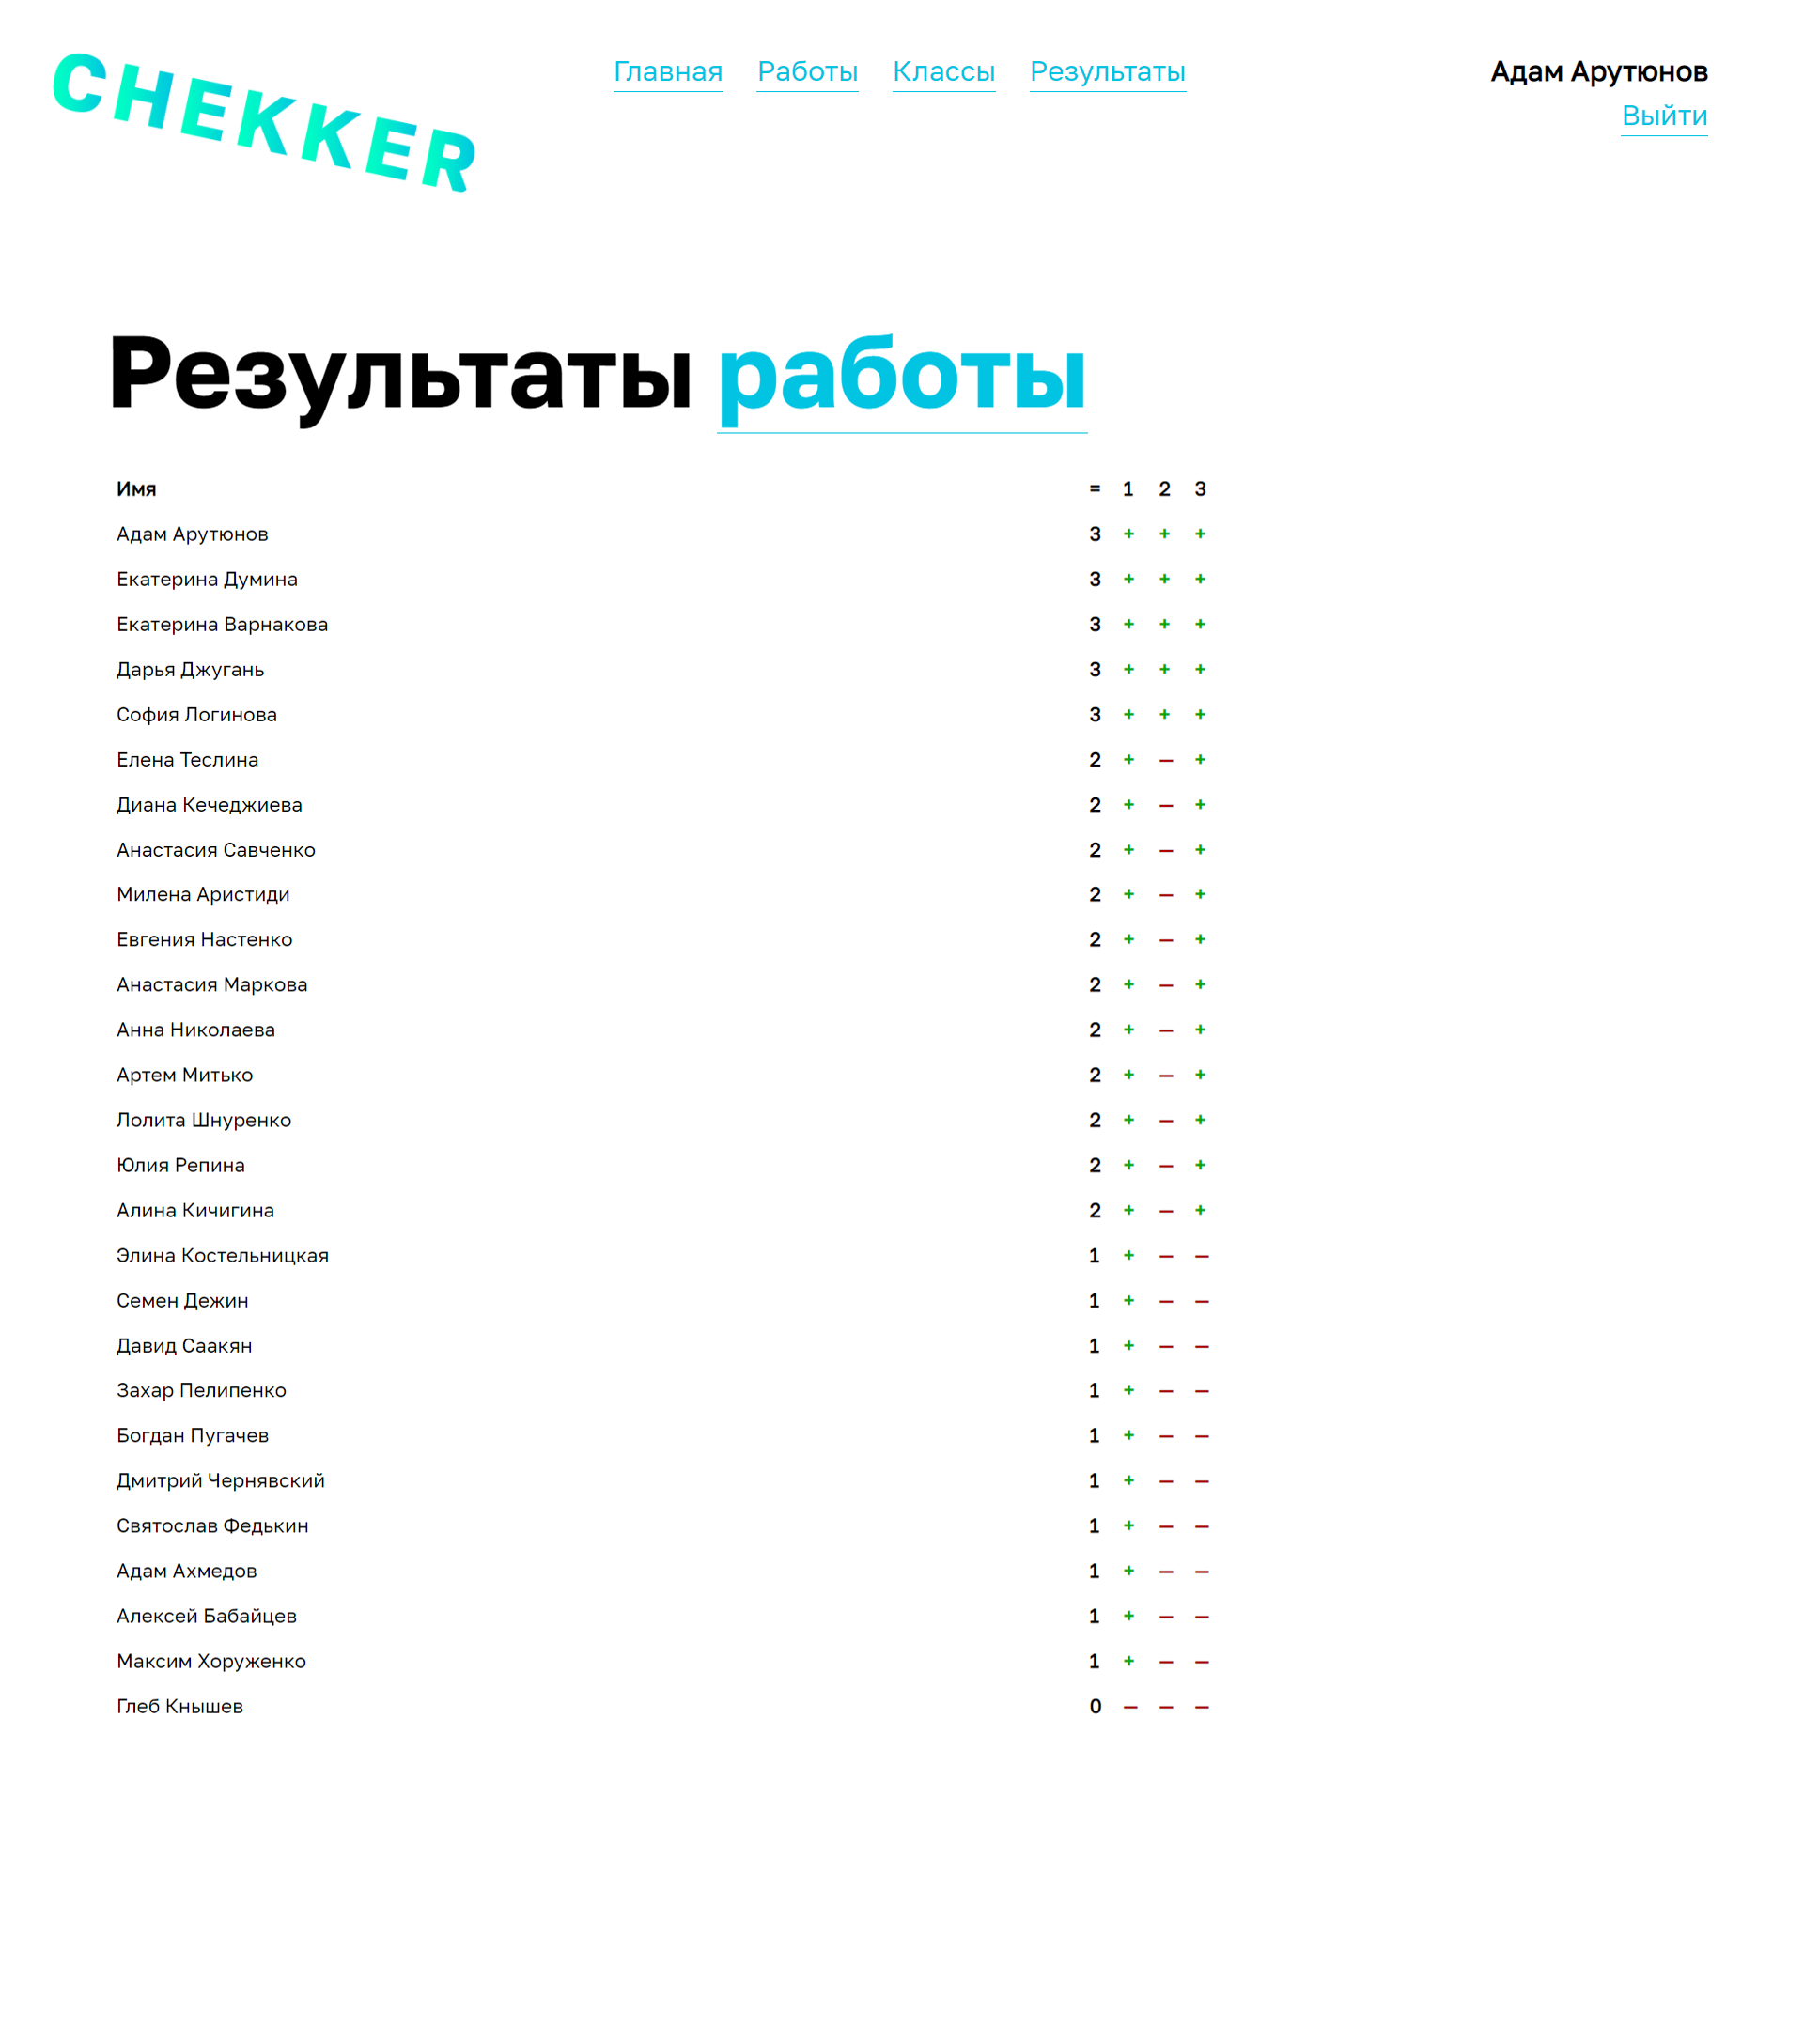 CHEKKER
Главная Работы Классы Результаты
Адам Арутюнов
Выйти
Результаты работы
Имя = 1 2 3
Адам Арутюнов 3 + + +
Екатерина Думина 3 + + +
Екатерина Варнакова 3 + + +
Дарья Джугань 3 + + +
София Логинова 3 + + +
Елена Теслина 2 + — +
Диана Кечеджиева 2 + — +
Анастасия Савченко 2 + — +
Милена Аристиди 2 + — +
Евгения Настенко 2 + — +
Анастасия Маркова 2 + — +
Анна Николаева 2 + — +
Артем Митько 2 + — +
Лолита Шнуренко 2 + — +
Юлия Репина 2 + — +
Алина Кичигина 2 + — +
Элина Костельницкая 1 + — —
Семен Дежин 1 + — —
Давид Саакян 1 + — —
Захар Пелипенко 1 + — —
Богдан Пугачев 1 + — —
Дмитрий Чернявский 1 + — —
Святослав Федькин 1 + — —
Адам Ахмедов 1 + — —
Алексей Бабайцев 1 + — —
Максим Хоруженко 1 + — —
Глеб Кнышев 0 — — —